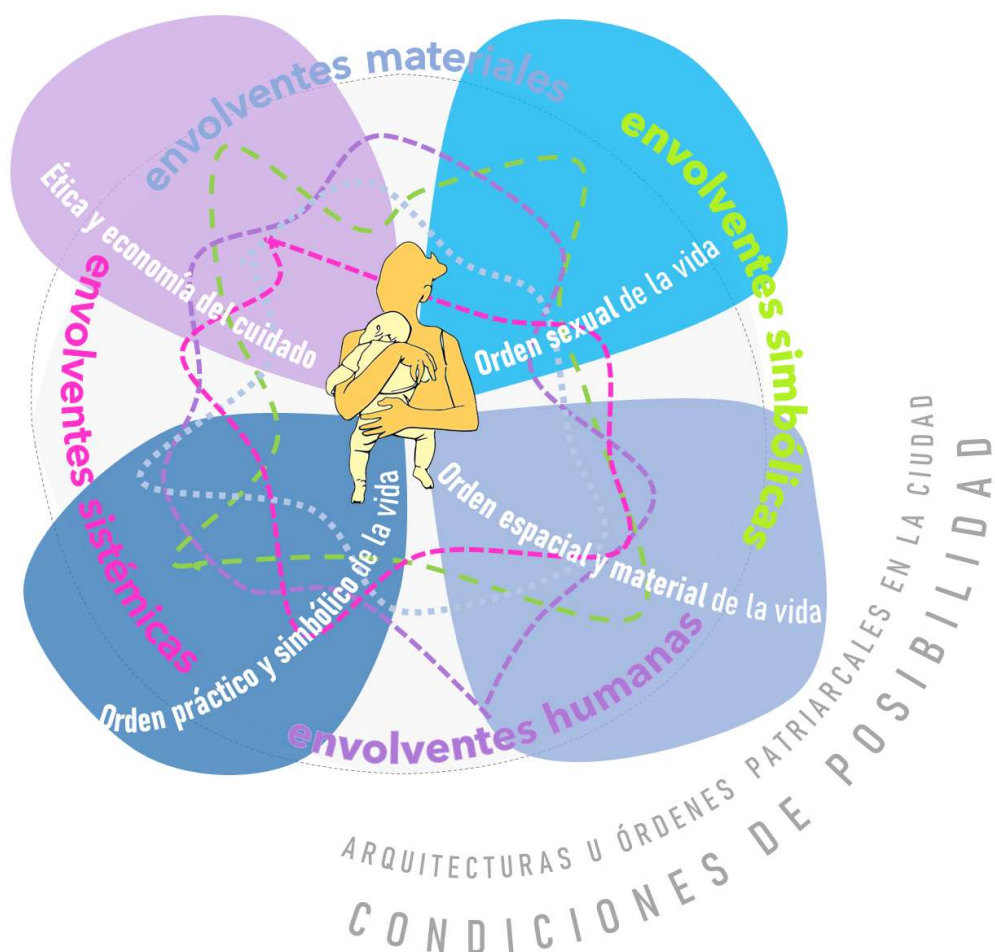 envolventes materiales
envolventes simbólicas
Ética y economía del cuidado
Orden sexual de la vida
envolventes sistémicas
Orden espacial y material de la vida
Orden práctico y simbólico de la vida
envolventes humanas
ARQUITECTURAS U ÓRDENES PATRIARCALES EN LA CIUDAD
CONDICIONES DE POSIBILIDAD